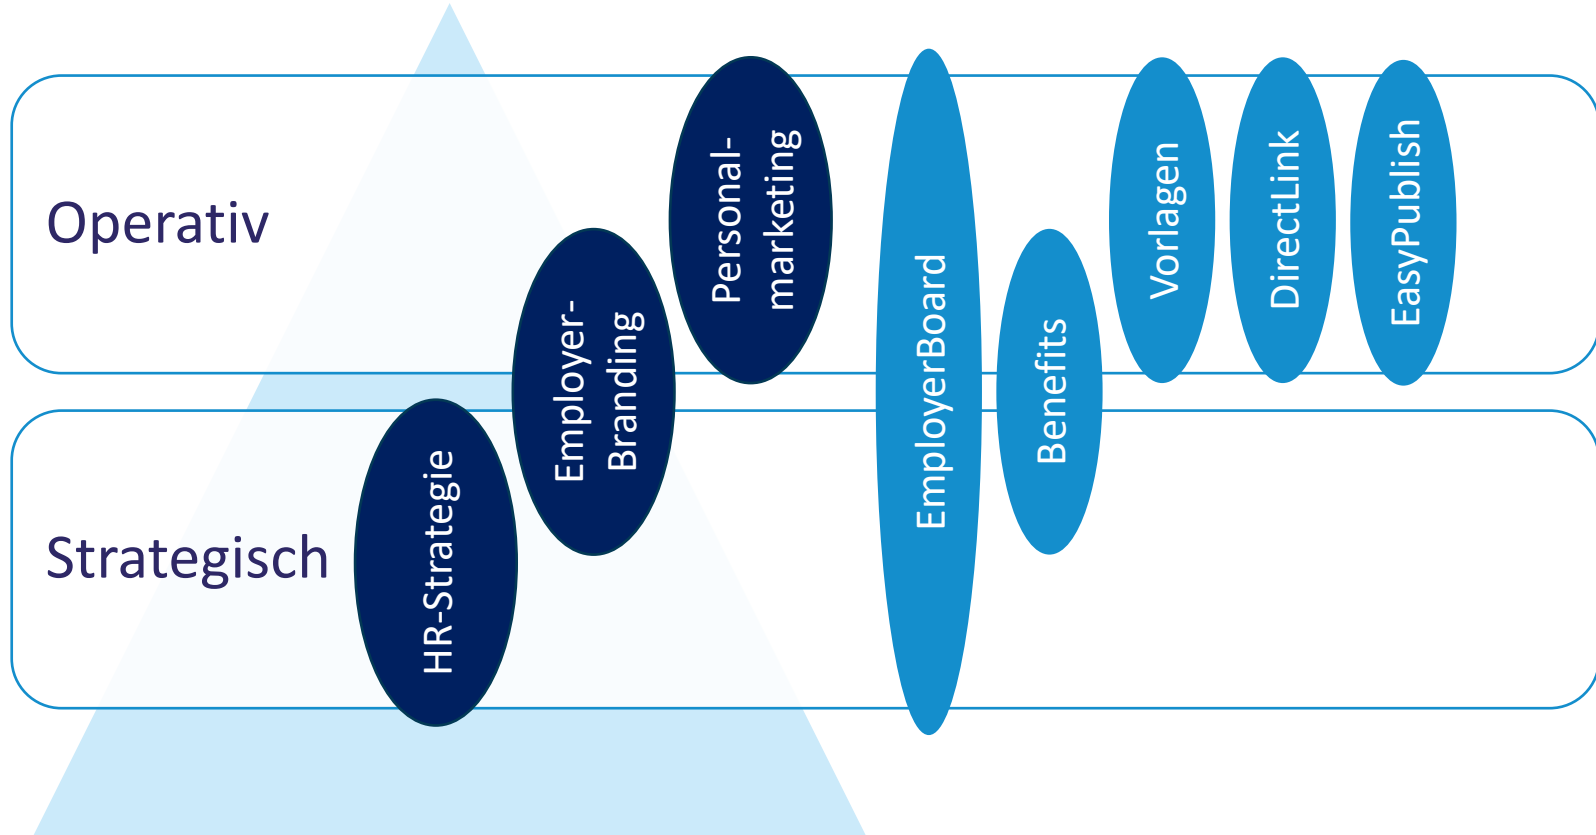 Operativ
Strategisch
HR-Strategie
Employer-
Branding
Personal-
marketing
EmployerBoard
Benefits
Vorlagen
DirectLink
EasyPublish